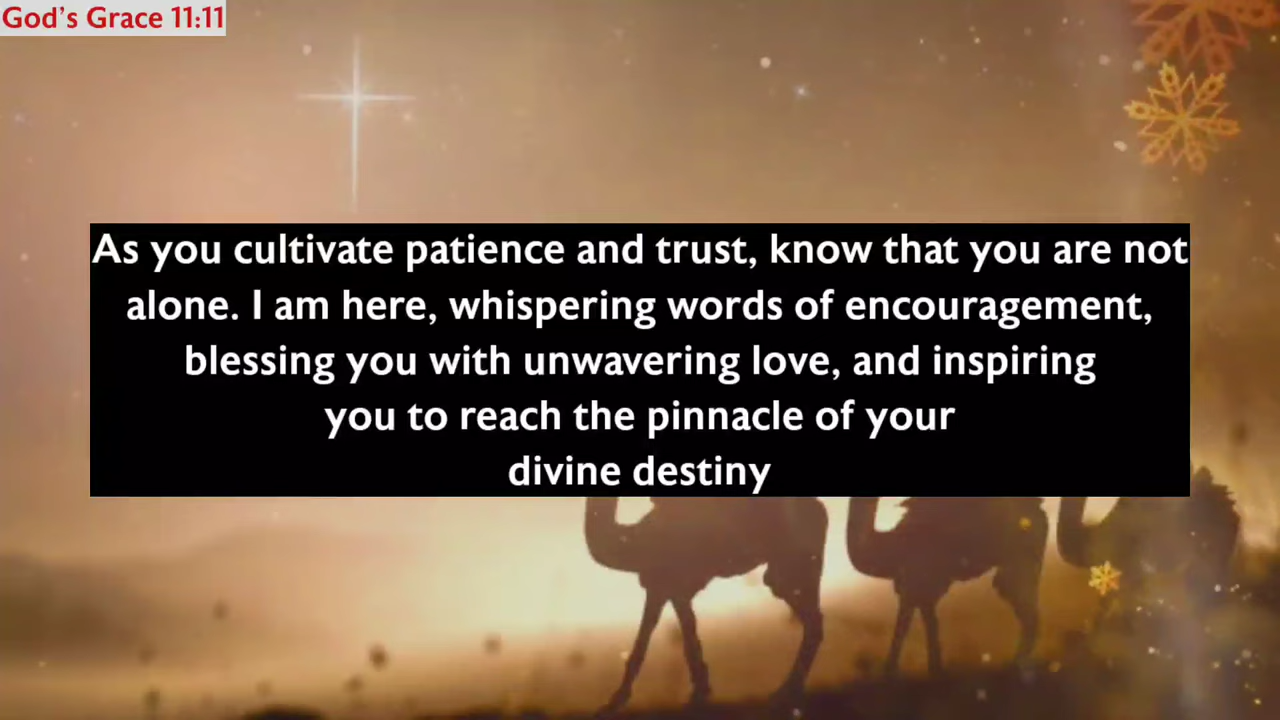 God's Grace 11:11
As you cultivate patience and trust, know that you are not
alone. I am here, whispering words of encouragement,
blessing you with unwavering love, and inspiring
you to reach the pinnacle of your
divine destiny